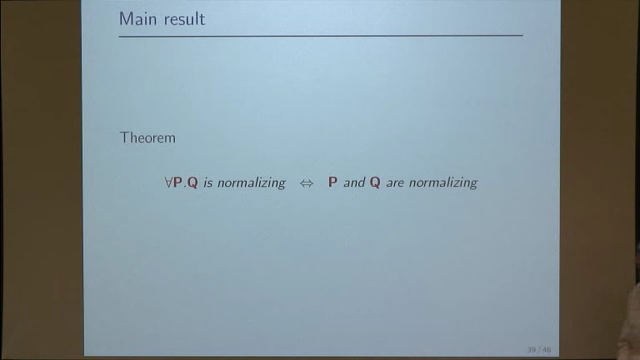 Main result
Theorem
∀P.Q is normalizing ⇔ P and Q are normalizing
39 / 46